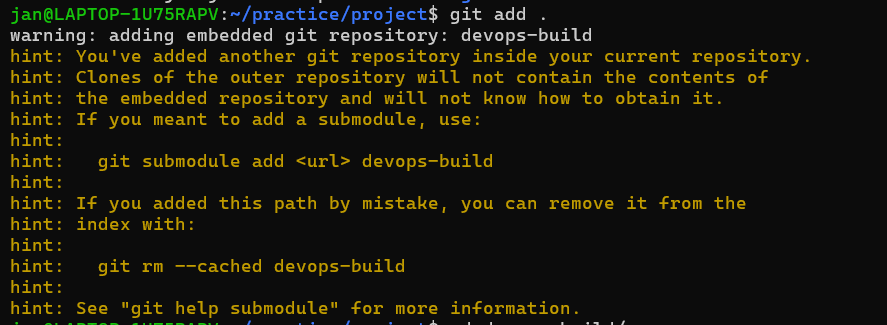 jan@LAPTOP-1U75RAPV:~/practice/project$ git add .
warning: adding embedded git repository: devops-build
hint: You've added another git repository inside your current repository.
hint: Clones of the outer repository will not contain the contents of
hint: the embedded repository and will not know how to obtain it.
hint: If you meant to add a submodule, use:
hint:
hint:   git submodule add <url> devops-build
hint:
hint: If you added this path by mistake, you can remove it from the
hint: index with:
hint:
hint:   git rm --cached devops-build
hint:
hint: See "git help submodule" for more information.